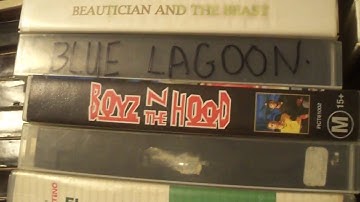 BEAUTICIAN AND THE BEAST
BLUE LAGOON.
BOYZ N
THE HOOD
M
15+